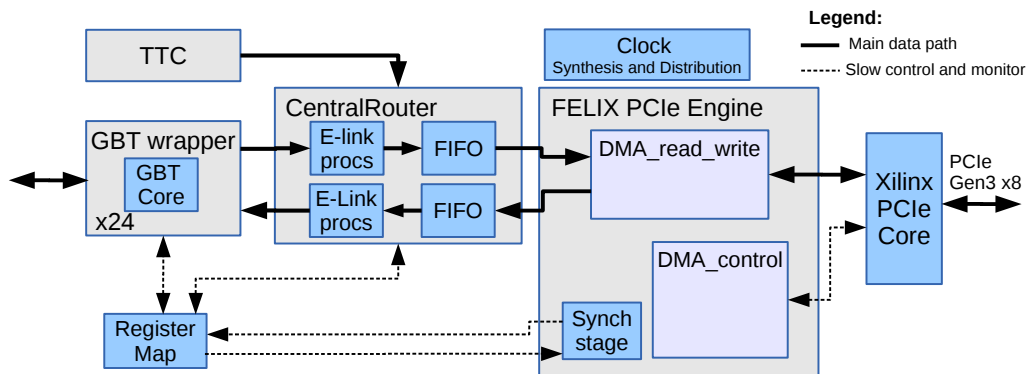 Legend:
Main data path
Slow control and monitor
TTC
Clock
Synthesis and Distribution
CentralRouter
E-link
procs
FIFO
E-Link
procs
FIFO
GBT wrapper
GBT
Core
x24
FELIX PCIe Engine
DMA_read_write
DMA_control
Synch
stage
Xilinx
PCIe
Core
PCIe
Gen3 x8
Register
Map